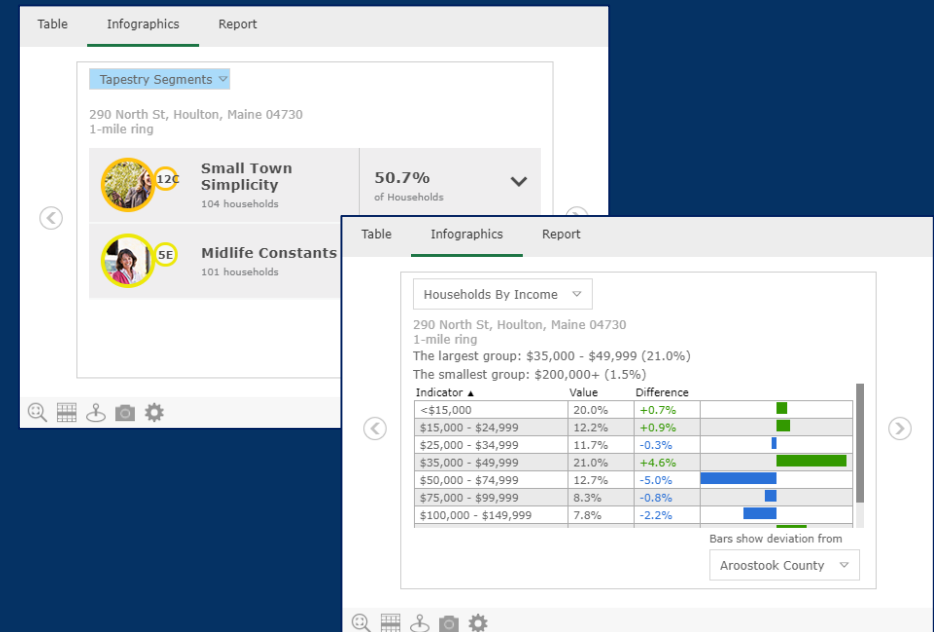 Table Infographics Report
Tapestry Segments
290 North St, Houlton, Maine 04730
1-mile ring
12C
Small Town
Simplicity
104 households
50.7%
of Households
5E
Midlife Constants
101 households
Table Infographics Report
Households By Income
290 North St, Houlton, Maine 04730
1-mile ring
The largest group: $35,000 - $49,999 (21.0%)
The smallest group: $200,000+ (1.5%)
Indicator ▲ Value Difference
<$15,000 20.0% +0.7%
$15,000 - $24,999 12.2% +0.9%
$25,000 - $34,999 11.7% -0.3%
$35,000 - $49,999 21.0% +4.6%
$50,000 - $74,999 12.7% -5.0%
$75,000 - $99,999 8.3% -0.8%
$100,000 - $149,999 7.8% -2.2%
Bars show deviation from
Aroostook County